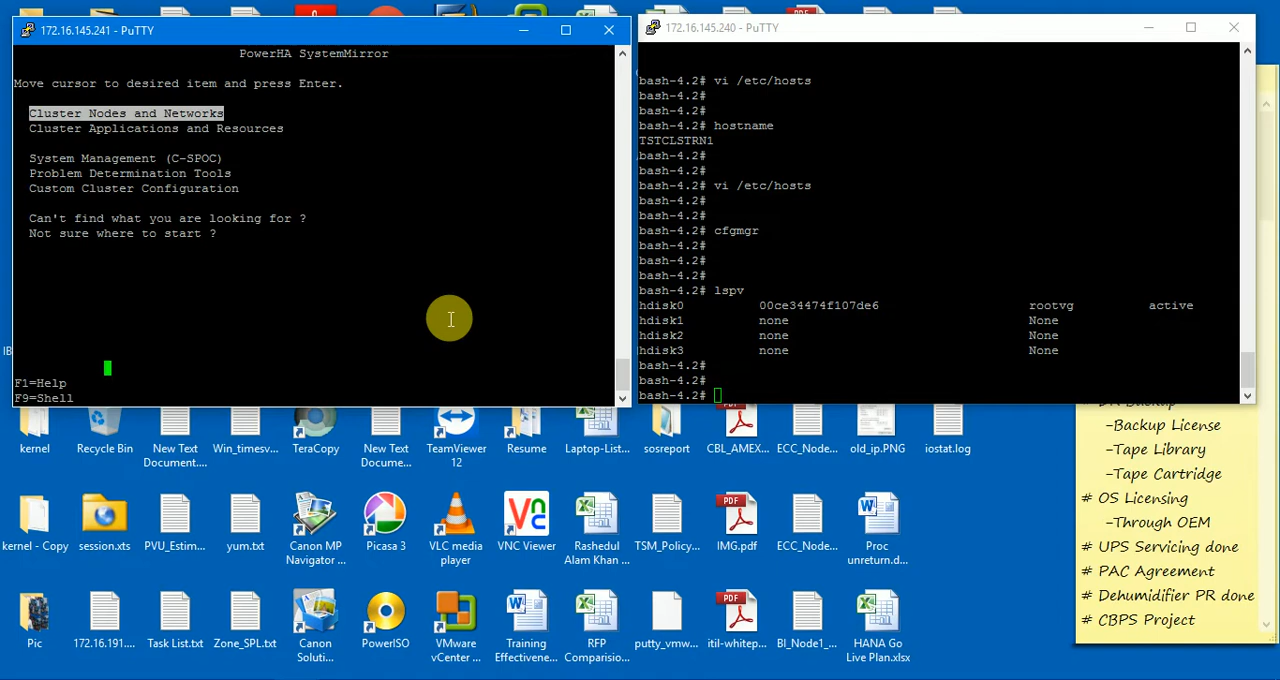 172.16.145.241 - PuTTY
PowerHA SystemMirror
Move cursor to desired item and press Enter.
Cluster Nodes and Networks
Cluster Applications and Resources
System Management (C-SPOC)
Problem Determination Tools
Custom Cluster Configuration
Can't find what you are looking for ?
Not sure where to start ?
F1=Help
F9=Shell
172.16.145.240 - PuTTY
bash-4.2# vi /etc/hosts
bash-4.2#
bash-4.2#
bash-4.2# hostname
TSTCLSTRN1
bash-4.2#
bash-4.2#
bash-4.2# vi /etc/hosts
bash-4.2#
bash-4.2#
bash-4.2# cfgmgr
bash-4.2#
bash-4.2#
bash-4.2#
bash-4.2# lspv
hdisk0 00ce34474f107de6 rootvg active
hdisk1 none None
hdisk2 none None
hdisk3 none None
bash-4.2#
bash-4.2#
bash-4.2#
kernel
Recycle Bin
New Text
Document....
Win_timesv...
TeraCopy
New Text
Docume...
TeamViewer
12
Resume
Laptop-List...
sosreport
CBL_AMEX...
ECC_Node...
old_ip.PNG
iostat.log
kernel - Copy
session.xts
PVU_Estim...
yum.txt
Canon MP
Navigator ...
Picasa 3
VLC media
player
VNC Viewer
Rashedul
Alam Khan ...
TSM_Policy...
IMG.pdf
ECC_Node...
Proc
unreturn.d...
Pic
172.16.191....
Task List.txt
Zone_SPL.txt
Canon
Soluti...
PowerISO
VMware
vCenter ...
Training
Effectivene...
RFP
Comparision...
putty_vmw...
itil-whitep...
BI_Node1_...
HANA Go
Live Plan.xlsx
-Backup License
-Tape Library
-Tape Cartridge
# OS Licensing
-Through OEM
# UPS Servicing done
# PAC Agreement
# Dehumidifier PR done
# CBPS Project